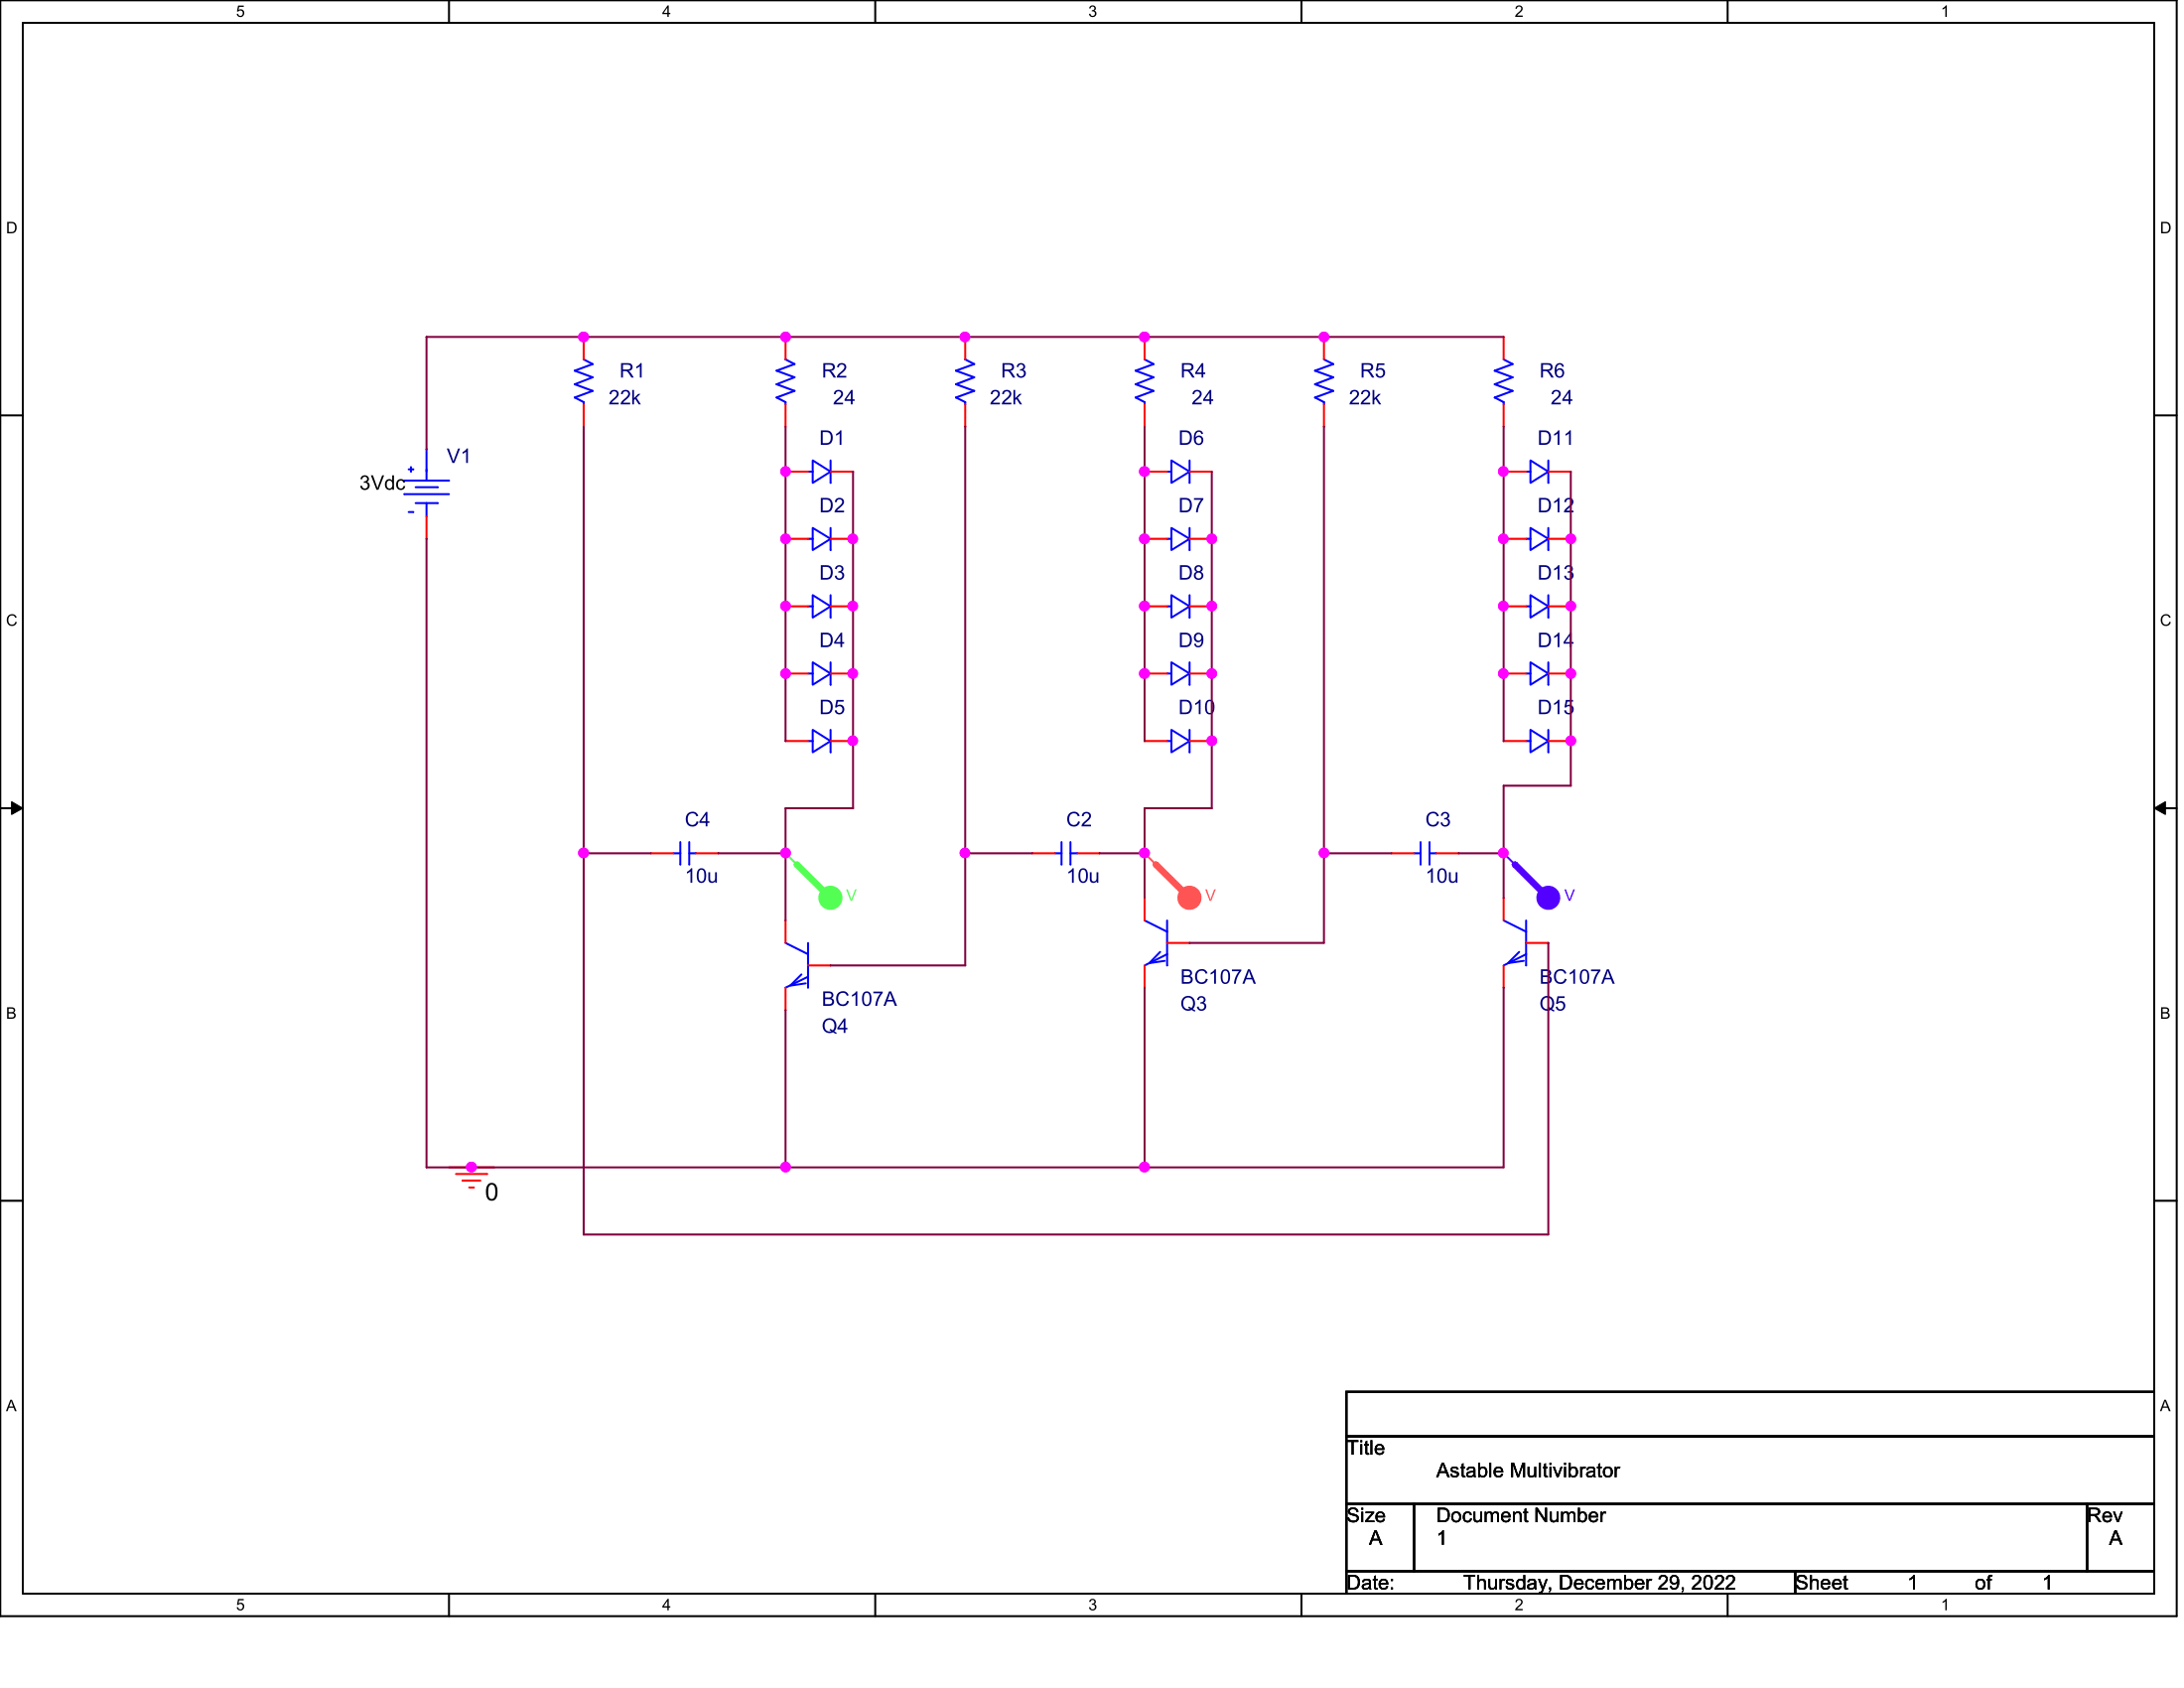 5 4 3 2 1
D D
R1 R2 R3 R4 R5 R6
22k 24 22k 24 22k 24
D1 D6 D11
V1
+
3Vdc
D2 D7 D12
-
D3 D8 D13
C C
D4 D9 D14
D5 D10 D15
C4 C2 C3
10u 10u 10u
V V V
BC107A BC107A
Q3 Q5
BC107A
Q4
B B
0
A A
Title
Astable Multivibrator
Size Document Number Rev
A 1 A
Date: Thursday, December 29, 2022 Sheet 1 of 1
5 4 3 2 1